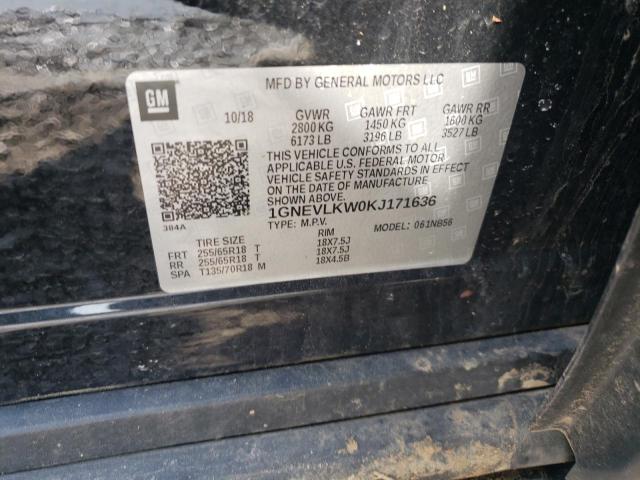 MFD BY GENERAL MOTORS LLC
GM
10/18 GVWR GAWR FRT GAWR RR
2800 KG 1450 KG 1600 KG
6173 LB 3196 LB 3527 LB
THIS VEHICLE CONFORMS TO ALL
APPLICABLE U.S. FEDERAL MOTOR
VEHICLE SAFETY STANDARDS IN EFFECT
ON THE DATE OF MANUFACTURE
SHOWN ABOVE.
1GNEVLKW0KJ171636
TYPE: M.P.V. MODEL: 061NB56
384A
TIRE SIZE RIM
FRT 255/65R18 T 18X7.5J
RR 255/65R18 T 18X7.5J
SPA T135/70R18 M 18X4.5B